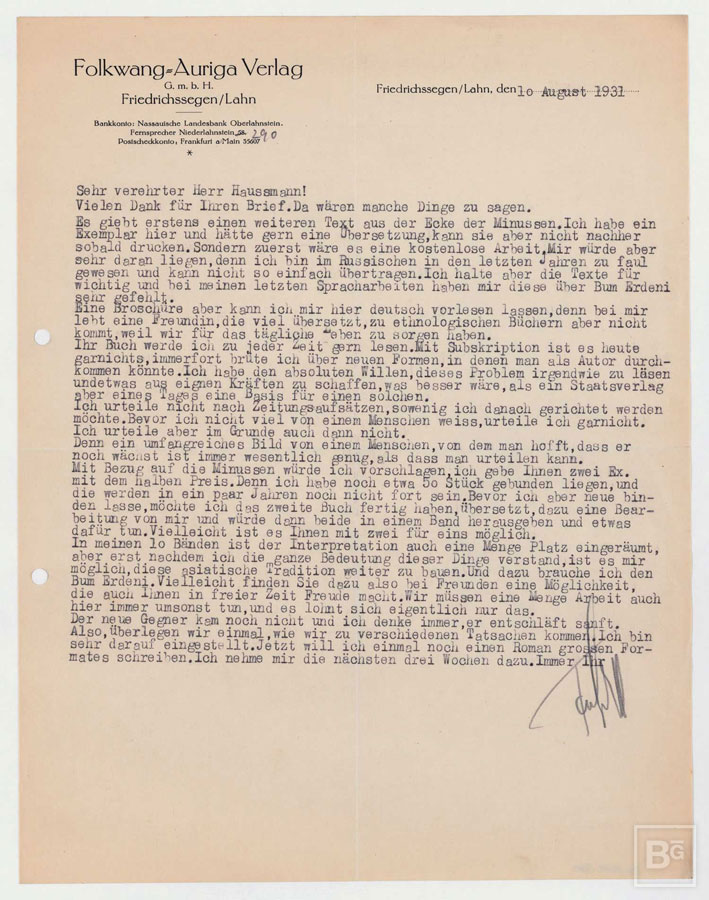 Folkwang=Auriga Verlag
G. m. b. H.
Friedrichssegen/Lahn
Bankkonto: Nassauische Landesbank Oberlahnstein.
Fernsprecher Niederlahnstein 58. 290
Postscheckkonto: Frankfurt a-Main 35667
*
Friedrichssegen/Lahn, den 1o August 1931
Sehr verehrter Herr Haussmann!
Vielen Dank für Ihren Brief.Da wären manche Dinge zu sagen.
Es giebt erstens einen weiteren Text aus der Ecke der Minussen.Ich habe ein
Exemplar hier und hätte gern eine Übersetzung,kann sie aber nicht nachher
sobald drucken.Sondern zuerst wäre es eine kostenlose Arbeit.Mir würde aber
sehr daran liegen,denn ich bin im Russischen in den letzten Jahren zu faul
gewesen und kann nicht so einfach übertragen.Ich halte aber die Texte für
wichtig und bei meinen letzten Spracharbeiten haben mir diese über Bum Erdeni
sehr gefehlt.
Eine Broschüre aber kann ich mir hier deutsch vorlesen lassen,denn bei mir
lebt eine Freundin,die viel übersetzt,zu ethnologischen Büchern aber nicht
kommt,weil wir für das tägliche Leben zu sorgen haben.
Ihr Buch werde ich zu jeder Zeit gern lesen.Mit Subskription ist es heute
garnichts,immerfort brüte ich über neuen Formen,in denen man als Autor durch-
kommen könnte.Ich habe den absoluten Willen,dieses Problem irgendwie zu läsen
undetwas aus eignen Kräften zu schaffen,was besser wäre,als ein Staatsverlag
aber eines Tages eine Basis für einen solchen.
Ich urteile nicht nach Zeitungsaufsätzen,sowenig ich danach gerichtet werden
möchte.Bevor ich nicht viel von einem Menschen weiss,urteile ich garnicht.
Ich urteile aber im Grunde auch dann nicht.
Denn ein umfangreiches Bild von einem Menschen,von dem man hofft,dass er
noch wächst ist immer wesentlich genug,als dass man urteilen kann.
Mit Bezug auf die Minussen würde ich vorschlagen,ich gebe Ihnen zwei Ex.
mit dem halben Preis.Denn ich habe noch etwa 5o Stück gebunden liegen,und
die werden in ein paar Jahren noch nicht fort sein.Bevor ich aber neue bin-
den lasse,möchte ich das zweite Buch fertig haben,übersetzt,dazu eine Bear-
beitung von mir und würde dann beide in einem Band herausgeben und etwas
dafür tun.Vielleicht ist es Ihnen mit zwei für eins möglich.
In meinen 1o Bänden ist der Interpretation auch eine Menge Platz eingeräumt,
aber erst nachdem ich die ganze Bedeutung dieser Dinge verstand,ist es mir
möglich,diese asiatische Tradition weiter zu bauen.Und dazu brauche ich den
Bum Erdeni.Vielleicht finden Sie dazu also bei Freunden eine Möglichkeit,
die auch Ihnen in freier Zeit Freude macht.Wir müssen eine Menge Arbeit auch
hier immer umsonst tun,und es lohnt sich eigentlich nur das.
Der neue Gegner kam noch nicht und ich denke immer,er entschläft sanft.
Also,überlegen wir einmal,wie wir zu verschiedenen Tatsachen kommen.Ich bin
sehr darauf eingestellt.Jetzt will ich einmal noch einen Roman grossen For-
mates schreiben.Ich nehme mir die nächsten drei Wochen dazu.Immer Ihr
BG